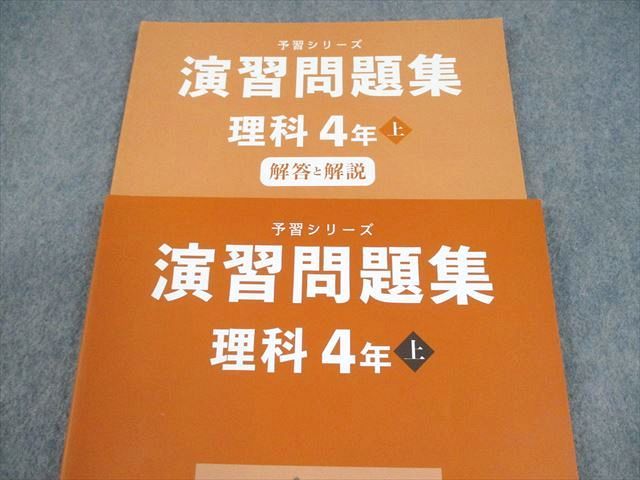 予習シリーズ
演習問題集
理科 4年 上
解答と解説
予習シリーズ
演習問題集
理科 4年 上